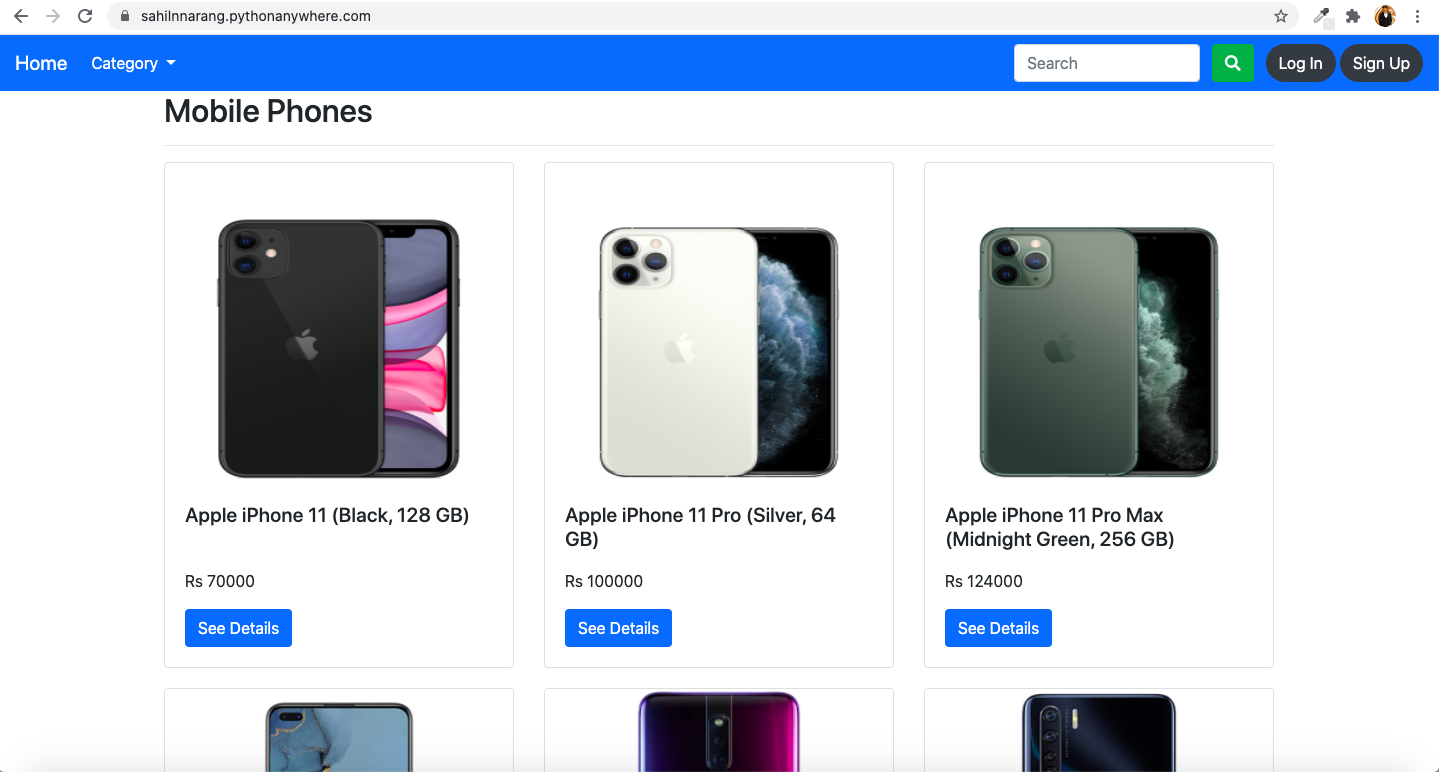 sahilnnarang.pythonanywhere.com
Home Category Search Log In Sign Up
Mobile Phones
Apple iPhone 11 (Black, 128 GB)
Rs 70000
See Details
Apple iPhone 11 Pro (Silver, 64
GB)
Rs 100000
See Details
Apple iPhone 11 Pro Max
(Midnight Green, 256 GB)
Rs 124000
See Details